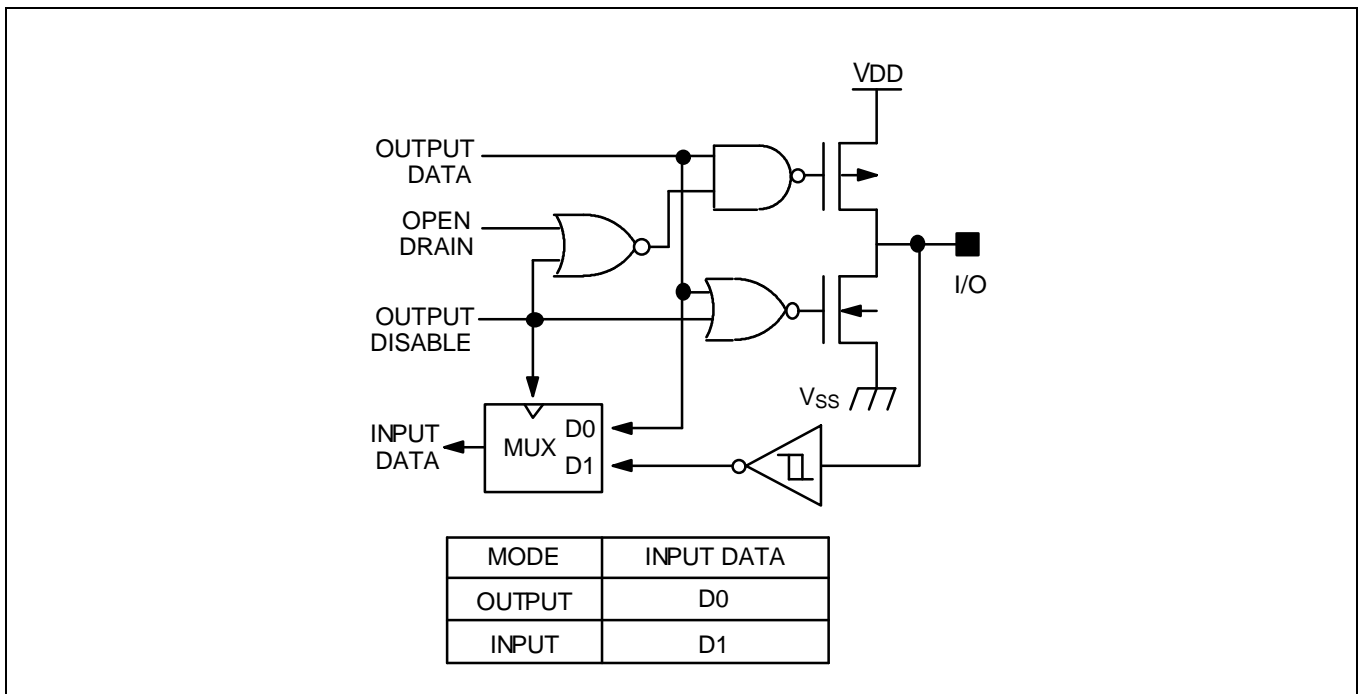 VDD
OUTPUT
DATA
OPEN
DRAIN
I/O
OUTPUT
DISABLE
VSS
INPUT
DATA
MUX
D0
D1
MODE INPUT DATA
OUTPUT D0
INPUT D1